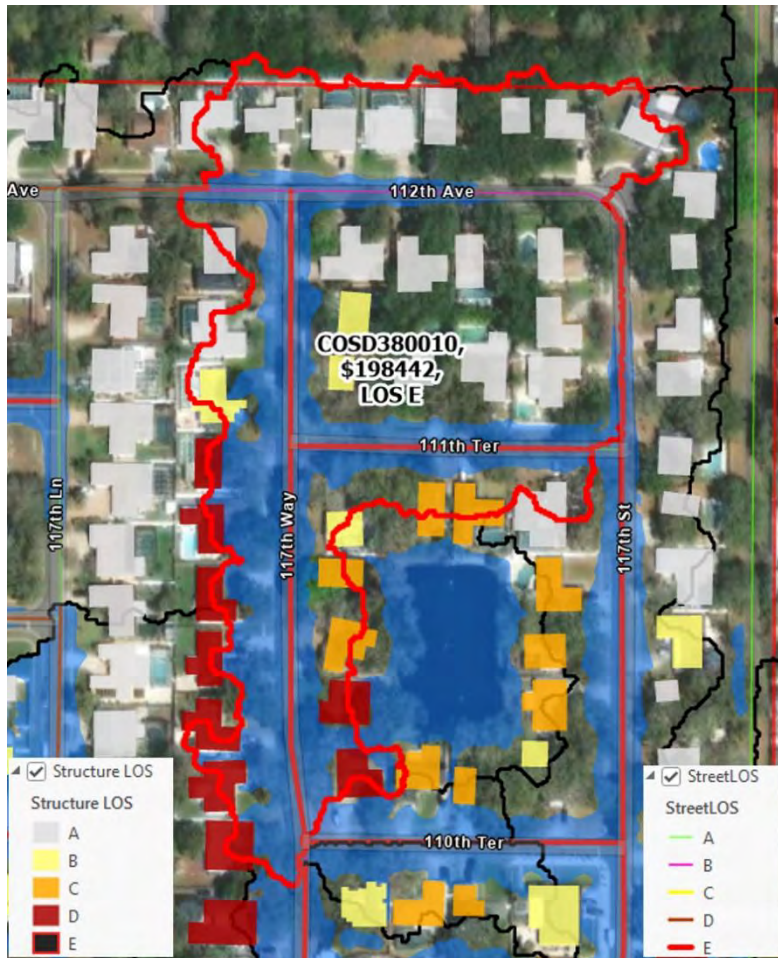 Ave
112th Ave
COSD380010,
$198442,
LOS E
111th Ter
117th Ln
117th Way
117th St
110th Ter
Structure LOS
Structure LOS
A
B
C
D
E
StreetLOS
StreetLOS
A
B
C
D
E